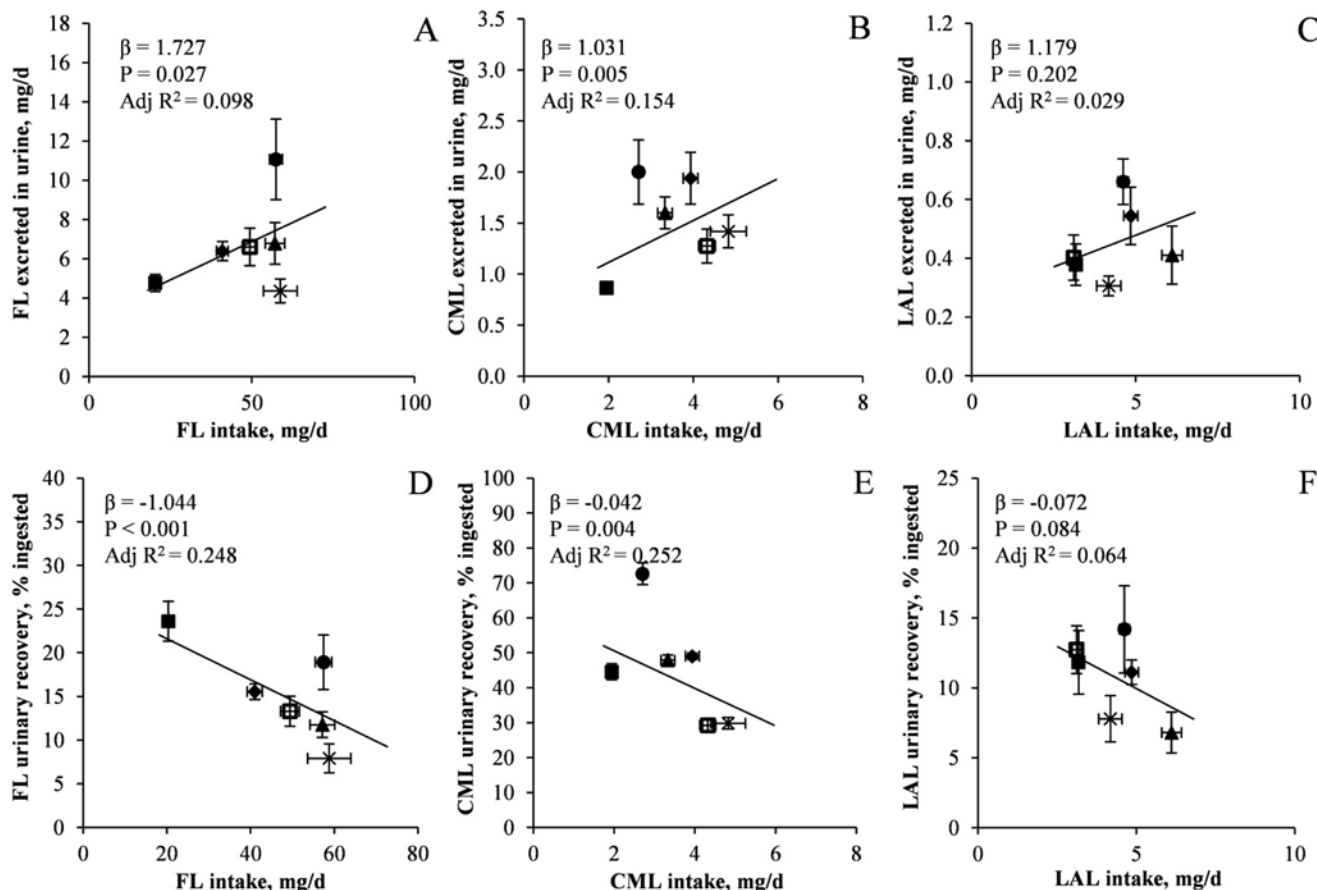 A
β = 1.727
P = 0.027
Adj R² = 0.098
FL excreted in urine, mg/d
18
16
14
12
10
8
6
4
2
0
0 50 100
FL intake, mg/d
B
β = 1.031
P = 0.005
Adj R² = 0.154
CML excreted in urine, mg/d
3.5
3.0
2.5
2.0
1.5
1.0
0.5
0.0
0 2 4 6 8
CML intake, mg/d
C
β = 1.179
P = 0.202
Adj R² = 0.029
LAL excreted in urine, mg/d
1.2
1.0
0.8
0.6
0.4
0.2
0.0
0 5 10
LAL intake, mg/d
D
β = -1.044
P < 0.001
Adj R² = 0.248
FL urinary recovery, % ingested
40
35
30
25
20
15
10
5
0
0 20 40 60 80
FL intake, mg/d
E
β = -0.042
P = 0.004
Adj R² = 0.252
CML urinary recovery, % ingested
100
90
80
70
60
50
40
30
20
10
0
0 2 4 6 8
CML intake, mg/d
F
β = -0.072
P = 0.084
Adj R² = 0.064
LAL urinary recovery, % ingested
25
20
15
10
5
0
0 5 10
LAL intake, mg/d